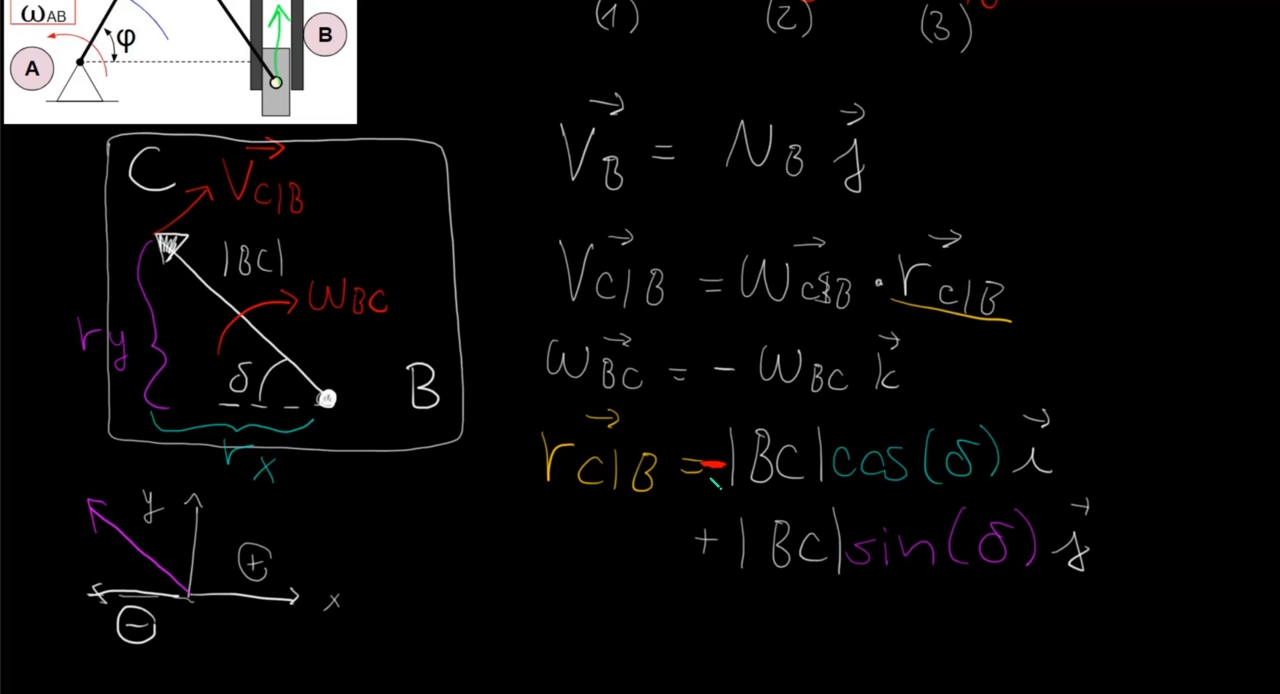 ωAB
φ
A
B
(1) (2) (3)
V⃗B = NB j⃗
C
V⃗C|B
|BC|
ωBC
ry
δ
B
rx
V⃗C|B = ω⃗CB · r⃗C|B
ω⃗BC = - ωBC k⃗
r⃗C|B = -|BC|cos(δ) i⃗
+ |BC|sin(δ) j⃗
y
+
x
−